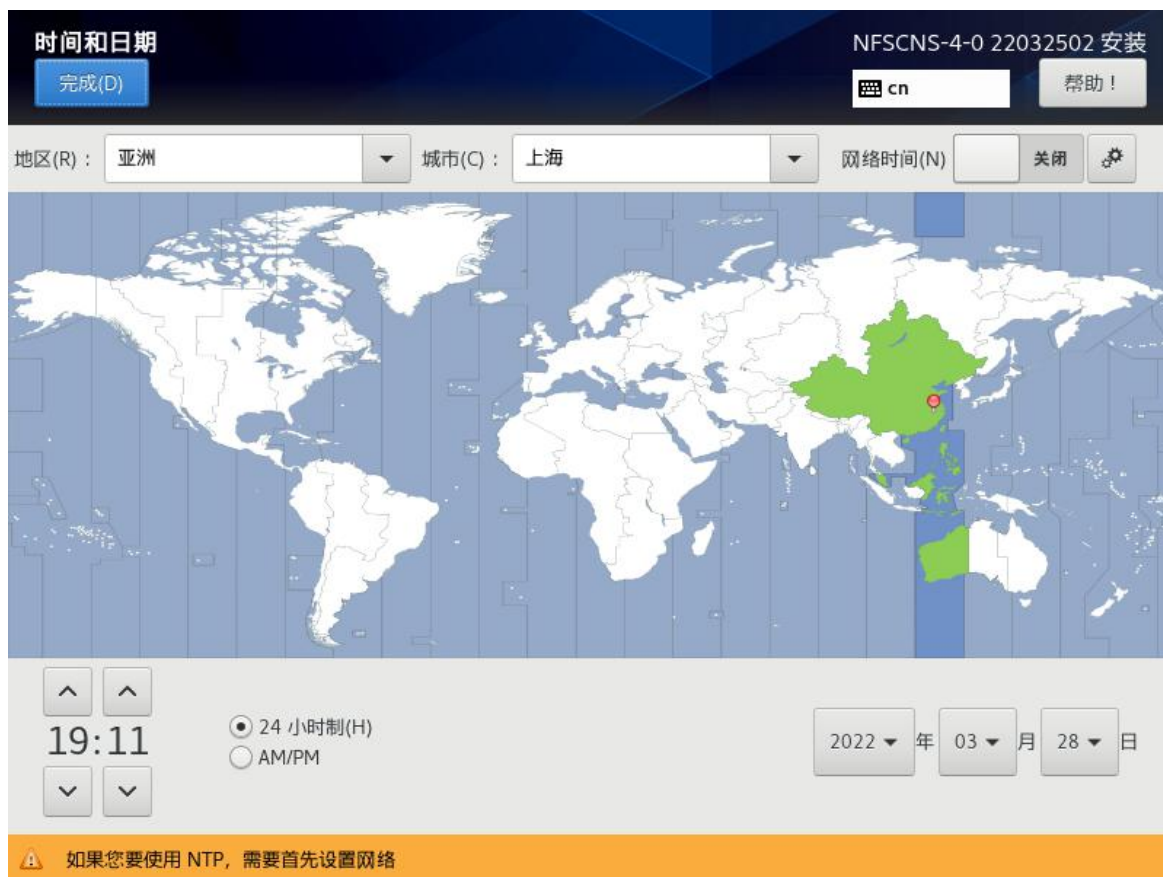 时间和日期
NFSCNS-4-0 22032502 安装
完成(D)
cn
帮助！
地区(R)： 亚洲 城市(C)： 上海 网络时间(N) 关闭
19:11
24 小时制(H)
AM/PM
2022 年 03 月 28 日
如果您要使用 NTP，需要首先设置网络